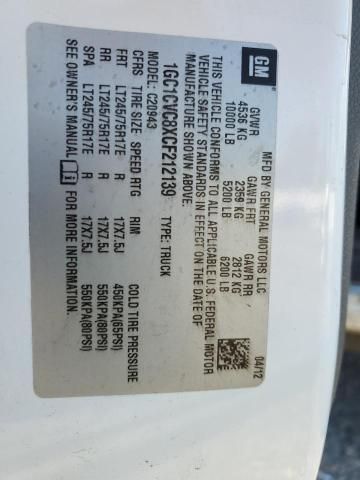 GM
MFD BY GENERAL MOTORS LLC
04/12
GVWR GAWR FRT GAWR RR
4536 KG 2359 KG 2812 KG
10000 LB 5200 LB 6200 LB
THIS VEHICLE CONFORMS TO ALL APPLICABLE U.S. FEDERAL MOTOR
VEHICLE SAFETY STANDARDS IN EFFECT ON THE DATE OF
MANUFACTURE SHOWN ABOVE.
1GC1CVC8XCF212139 TYPE: TRUCK
MODEL: C20943
CFRS TIRE SIZE SPEED RTG RIM COLD TIRE PRESSURE
FRT LT245/75R17E R 17X7.5J 450KPA(65PSI)
RR LT245/75R17E R 17X7.5J 550KPA(80PSI)
SPA LT245/75R17E R 17X7.5J 550KPA(80PSI)
SEE OWNER'S MANUAL FOR MORE INFORMATION.